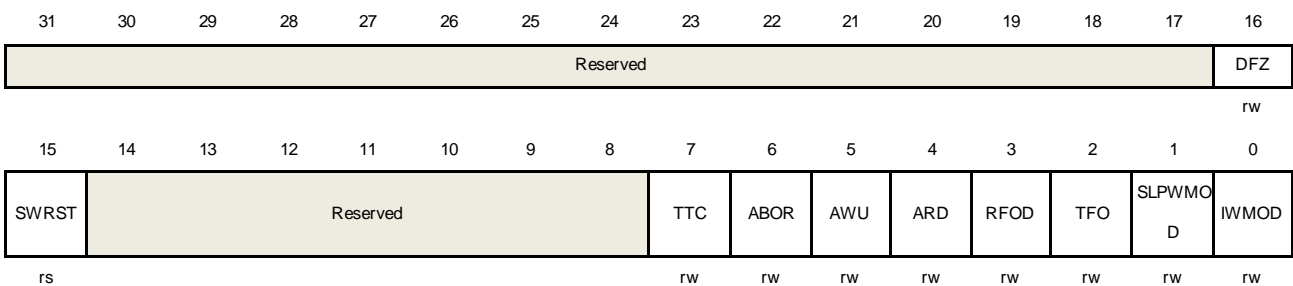 31 30 29 28 27 26 25 24 23 22 21 20 19 18 17 16
Reserved DFZ
rw
15 14 13 12 11 10 9 8 7 6 5 4 3 2 1 0
SWRST Reserved TTC ABOR AWU ARD RFOD TFO SLPWMO IWMOD
D
rs rw rw rw rw rw rw rw rw